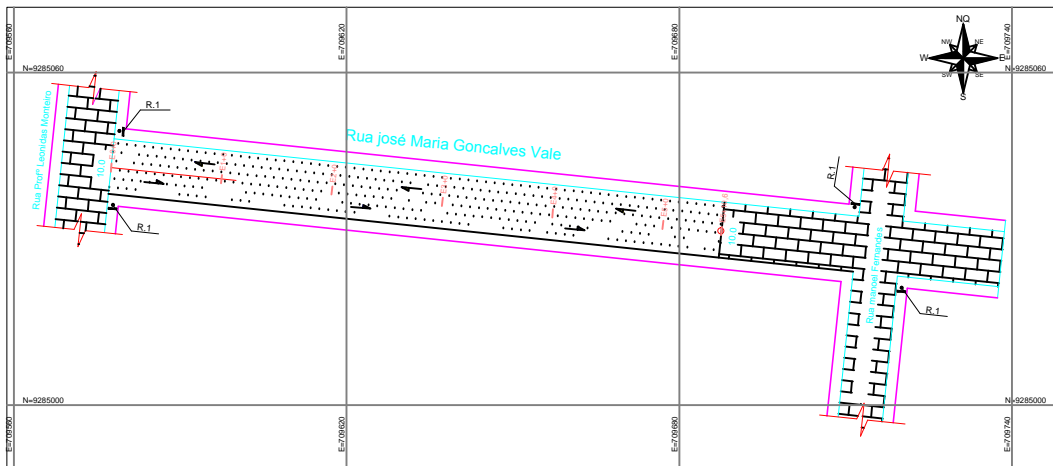 E=709560
E=709620
E=709680
E=709740
N=9285060
N=9285060
NO
NW
NE
W
E
SW
SE
S
R.1
Rua José Maria Goncalves Vale
Rua Profº Leonidas Monteiro
10,0
R.1
R.1
10,0
Rua manoel Fernandes
R.1
N=9285000
N=9285000
E=709560
E=709620
E=709680
E=709740